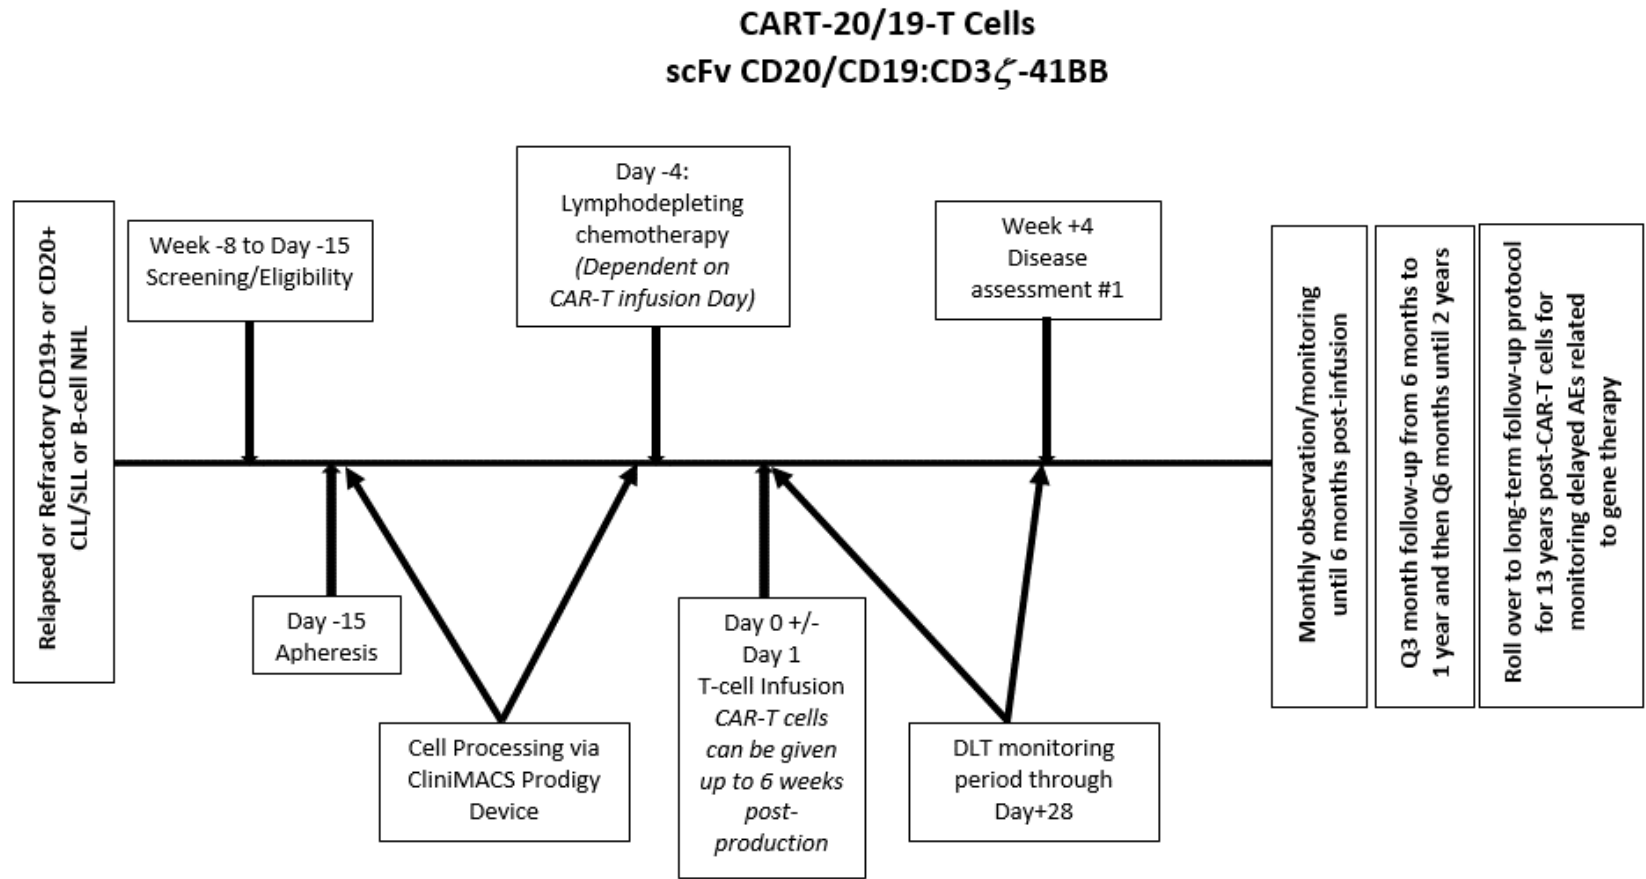 CART-20/19-T Cells
scFv CD20/CD19:CD3ζ-41BB
Relapsed or Refractory CD19+ or CD20+
CLL/SLL or B-cell NHL
Week -8 to Day -15
Screening/Eligibility
Day -15
Apheresis
Cell Processing via
CliniMACS Prodigy
Device
Day -4:
Lymphodepleting
chemotherapy
(Dependent on
CAR-T infusion Day)
Day 0 +/-
Day 1
T-cell Infusion
CAR-T cells
can be given
up to 6 weeks
post-
production
Week +4
Disease
assessment #1
DLT monitoring
period through
Day+28
Monthly observation/monitoring
until 6 months post-infusion
Q3 month follow-up from 6 months to
1 year and then Q6 months until 2 years
Roll over to long-term follow-up protocol
for 13 years post-CAR-T cells for
monitoring delayed AEs related
to gene therapy